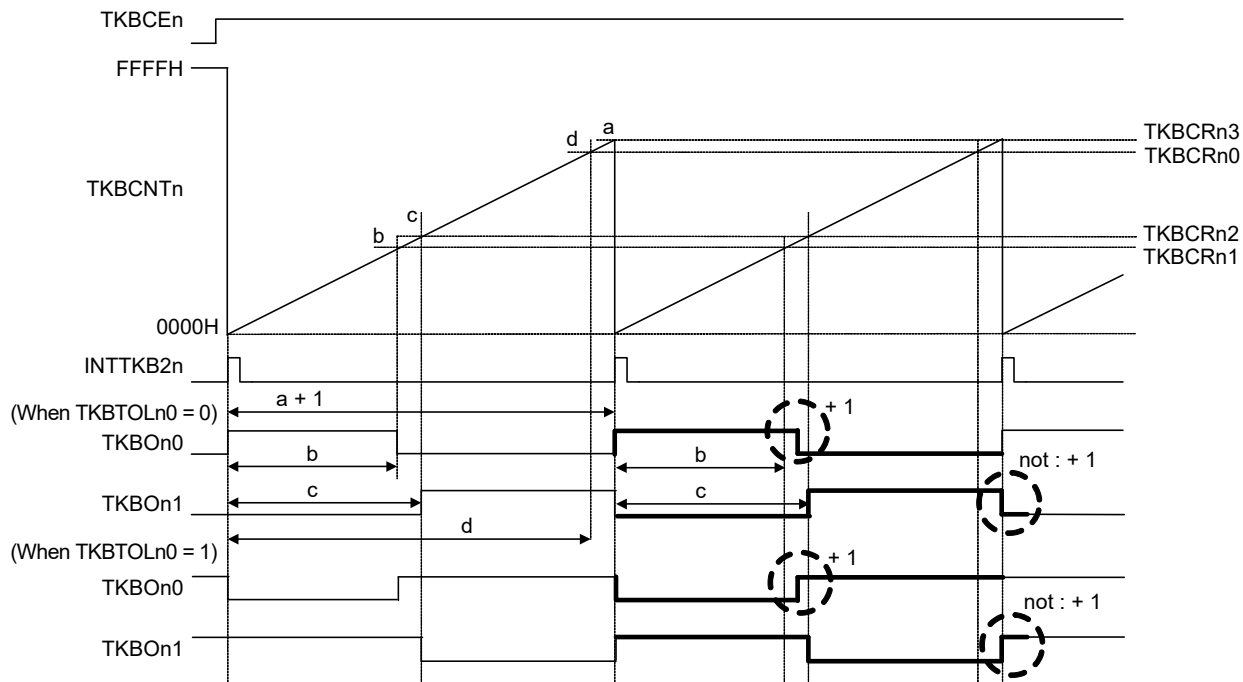 TKBCEn
FFFFH
a
d
TKBCRn3
TKBCRn0
TKBCNTn
c
b
TKBCRn2
TKBCRn1
0000H
INTTKB2n
(When TKBTOLn0 = 0)
a + 1
+ 1
TKBOn0
b
b
not : + 1
c
c
TKBOn1
d
(When TKBTOLn0 = 1)
+ 1
TKBOn0
not : + 1
TKBOn1